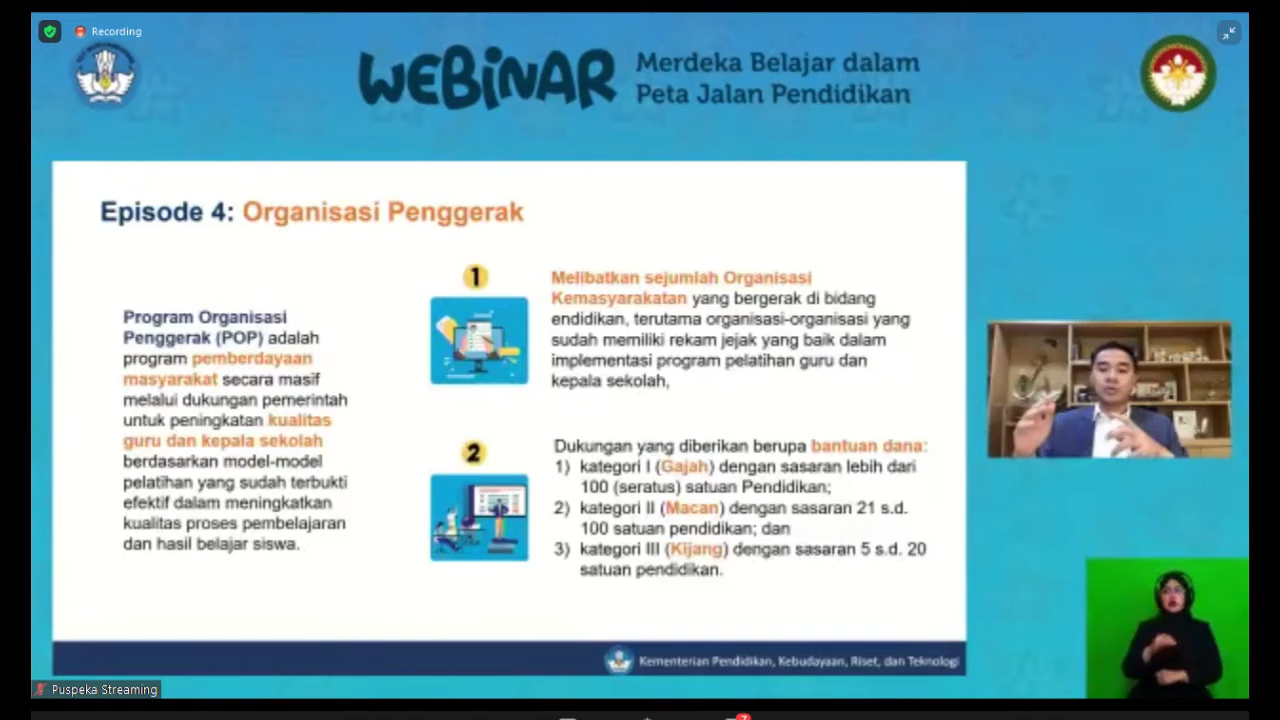 Recording
WEBiNAR
Merdeka Belajar dalam
Peta Jalan Pendidikan
Episode 4: Organisasi Penggerak
Program Organisasi
Penggerak (POP) adalah
program pemberdayaan
masyarakat secara masif
melalui dukungan pemerintah
untuk peningkatan kualitas
guru dan kepala sekolah
berdasarkan model-model
pelatihan yang sudah terbukti
efektif dalam meningkatkan
kualitas proses pembelajaran
dan hasil belajar siswa.
1
Melibatkan sejumlah Organisasi
Kemasyarakatan yang bergerak di bidang
endidikan, terutama organisasi-organisasi yang
sudah memiliki rekam jejak yang baik dalam
implementasi program pelatihan guru dan
kepala sekolah,
2
Dukungan yang diberikan berupa bantuan dana:
1) kategori I (Gajah) dengan sasaran lebih dari
100 (seratus) satuan Pendidikan;
2) kategori II (Macan) dengan sasaran 21 s.d.
100 satuan pendidikan; dan
3) kategori III (Kijang) dengan sasaran 5 s.d. 20
satuan pendidikan.
Kementerian Pendidikan, Kebudayaan, Riset, dan Teknologi
Puspeka Streaming
7